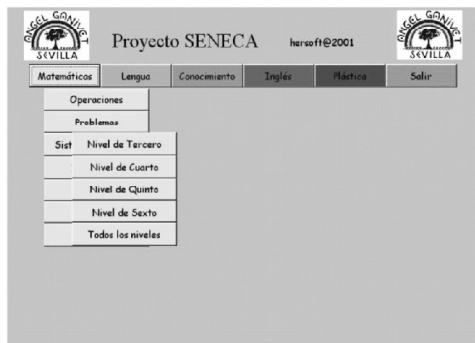 ANGEL GANIVET
SEVILLA
Proyecto SENECA
hersoft@2001
ANGEL GANIVET
SEVILLA
Matemáticas Lengua Conocimiento Inglés Plástica Salir
Operaciones
Problemas
Sist
Nivel de Tercero
Nivel de Cuarto
Nivel de Quinto
Nivel de Sexto
Todos los niveles